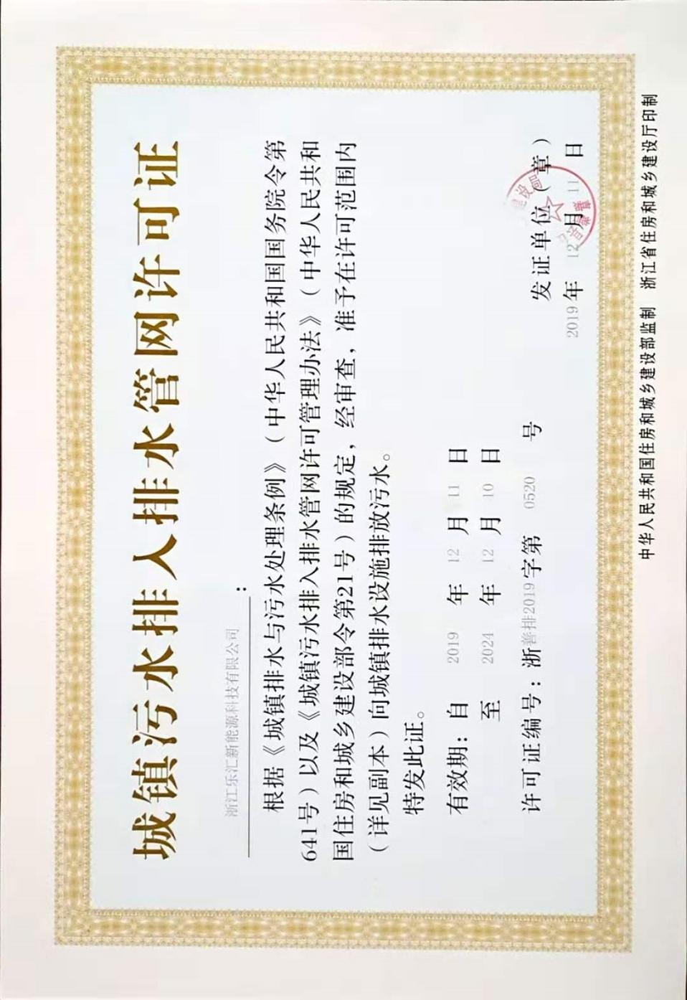 城镇污水排入排水管网许可证
浙江乐汇新能源科技有限公司：
根据《城镇排水与污水处理条例》（中华人民共和国国务院令第
641号）以及《城镇污水排入排水管网许可管理办法》（中华人民共和
国住房和城乡建设部令第21号）的规定，经审查，准予在许可范围内
（详见副本）向城镇排水设施排放污水。
特发此证。
有效期：自 2019 年 12 月 11 日
至 2024 年 12 月 10 日
许可证编号：浙善排2019字第 0520 号
发证单位（章）
2019 年 12 月 11 日
建设局
中华人民共和国住房和城乡建设部监制 浙江省住房和城乡建设厅印制